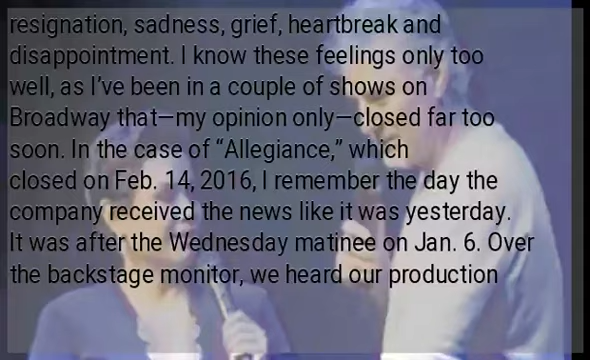 resignation, sadness, grief, heartbreak and
disappointment. I know these feelings only too
well, as I’ve been in a couple of shows on
Broadway that—my opinion only—closed far too
soon. In the case of “Allegiance,” which
closed on Feb. 14, 2016, I remember the day the
company received the news like it was yesterday.
It was after the Wednesday matinee on Jan. 6. Over
the backstage monitor, we heard our production